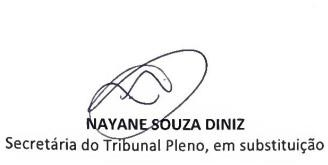 NAYANE SOUZA DINIZ
Secretária do Tribunal Pleno, em substituição